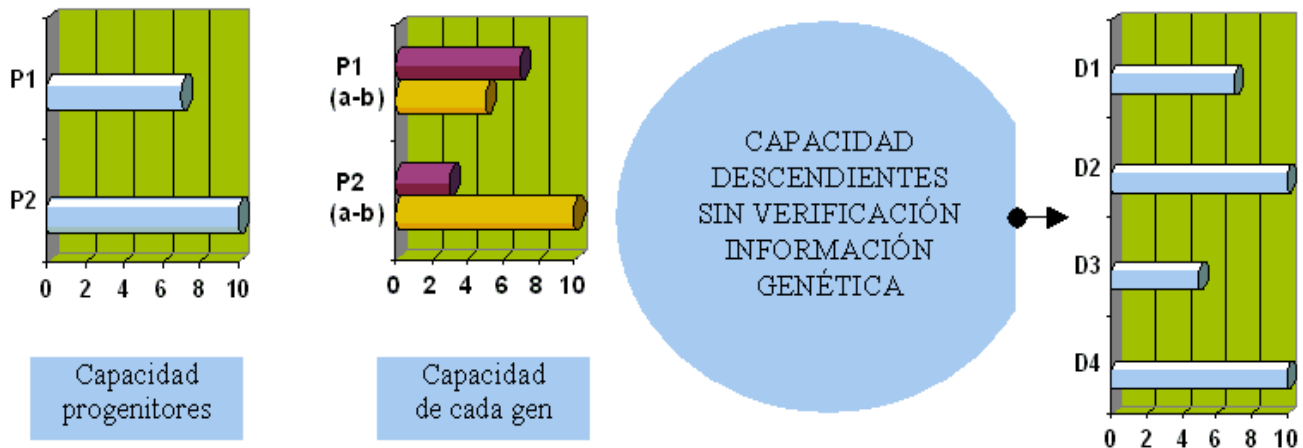 P1
P2
0 2 4 6 8 10
Capacidad
progenitores
P1
(a-b)
P2
(a-b)
0 2 4 6 8 10
Capacidad
de cada gen
CAPACIDAD
DESCENDIENTES
SIN VERIFICACIÓN
INFORMACIÓN
GENÉTICA
D1
D2
D3
D4
0 2 4 6 8 10